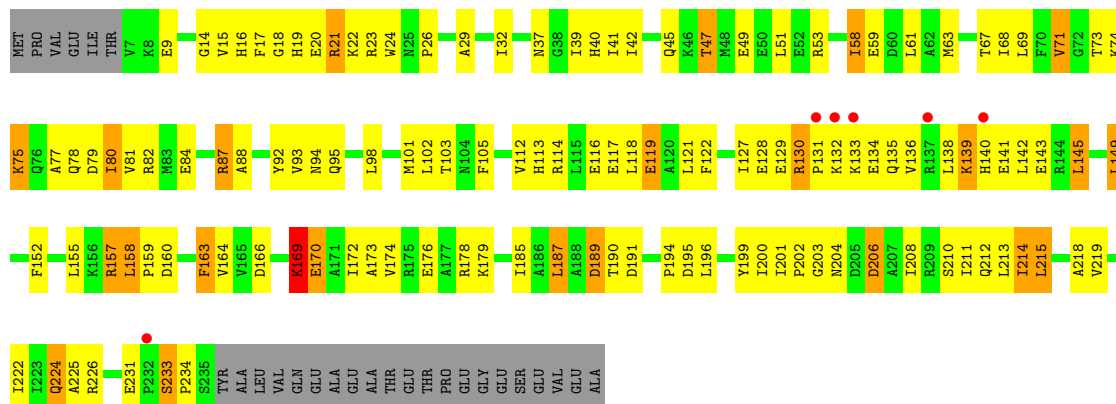 MET PRO VAL GLU ILE THR V7 K8 E9 G14 V15 H16 F17 G18 H19 E20 R21 K22 R23 W24 N25 P26 A29 I32 N37 G38 I39 H40 I41 I42 Q45 K46 T47 M48 E49 E50 L51 E52 R53 I58 E59 D60 L61 A62 M63 T67 I68 L69 F70 V71 G72 T73 K74
K75 Q76 A77 Q78 D79 I80 V81 R82 M83 E84 R87 A88 Y92 V93 N94 Q95 L98 M101 L102 T103 N104 F105 V112 H113 R114 L115 E116 E117 L118 E119 A120 L121 F122 I127 E128 E129 R130 P131 K132 K133 E134 Q135 V136 R137 L138 K139 H140 E141 L142 E143 R144 L145 L149
F152 L155 K156 R157 L158 P159 D160 F163 V164 V165 D166 K169 E170 A171 I172 A173 V174 R175 E176 A177 R178 K179 I185 A186 L187 A188 D189 T190 D191 P194 D195 L196 Y199 I200 I201 P202 G203 N204 D205 D206 A207 I208 R209 S210 I211 Q212 L213 I214 L215 A218 V219
I222 I223 Q224 A225 R226 E231 P232 S233 P234 S235 TYR ALA LEU VAL GLN GLU ALA GLU ALA THR GLU THR PRO GLU GLY GLU SER GLU VAL GLU ALA